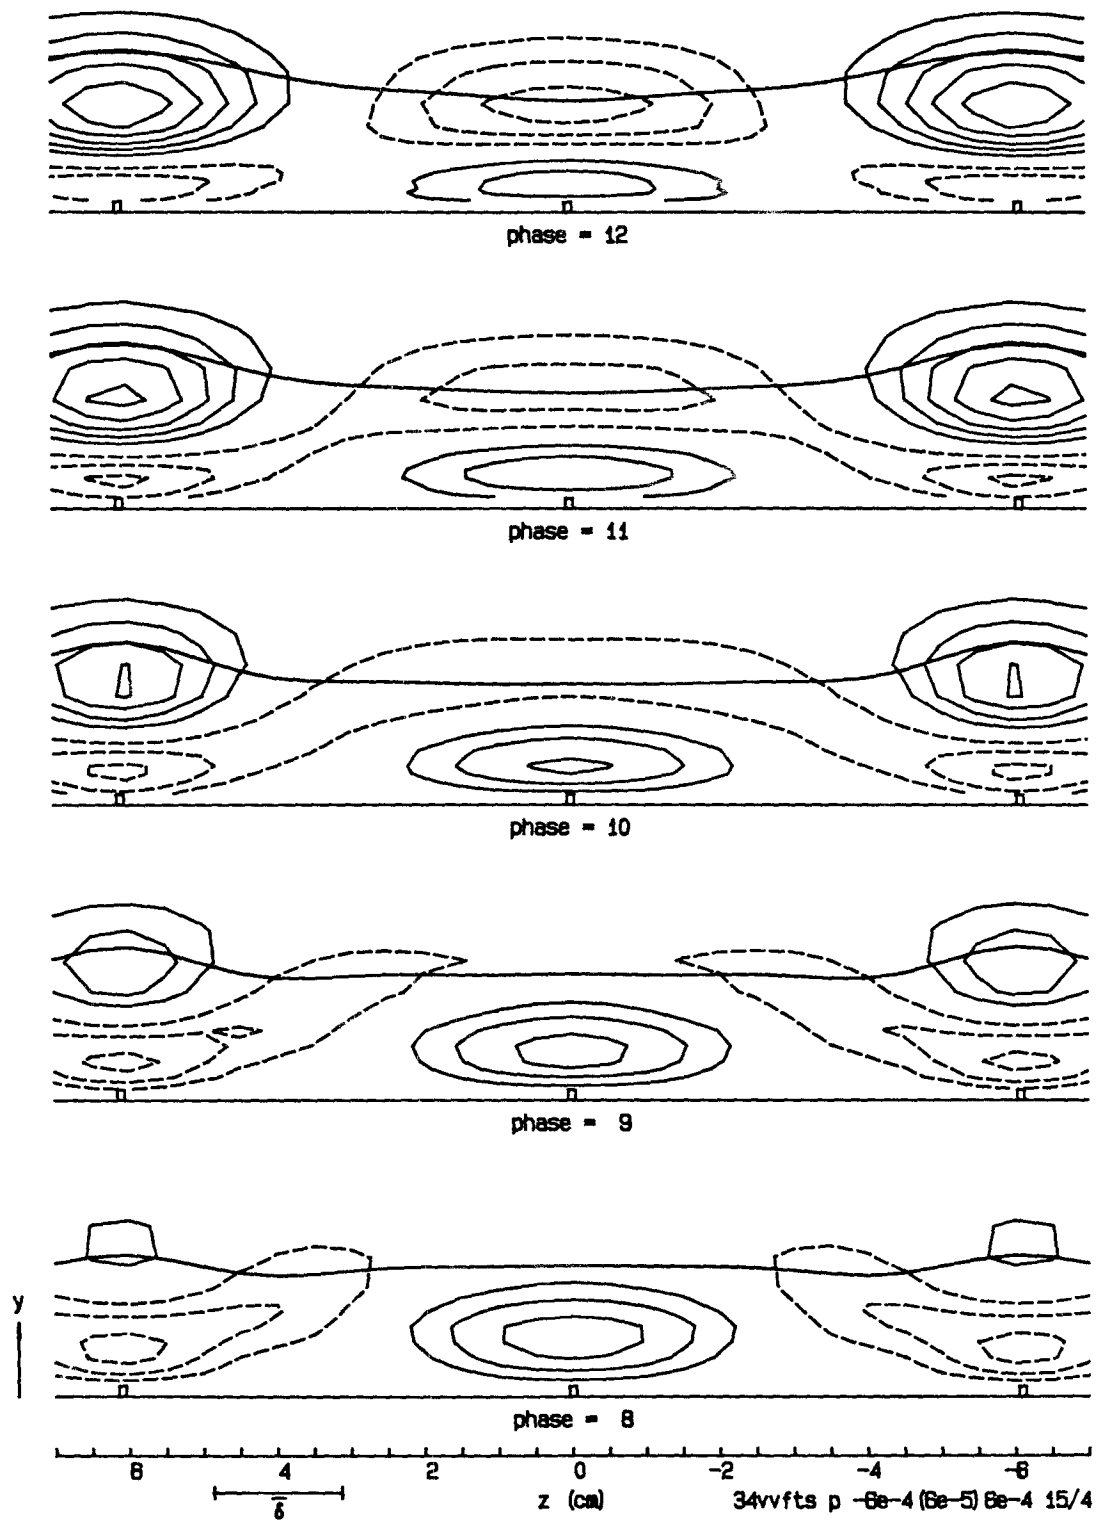 phase = 12
phase = 11
phase = 10
phase = 9
y
phase = 8
6 4 2 0 -2 -4 -6
δ z (cm) 34vvfts p -6e-4 (6e-5) 6e-4 15/4